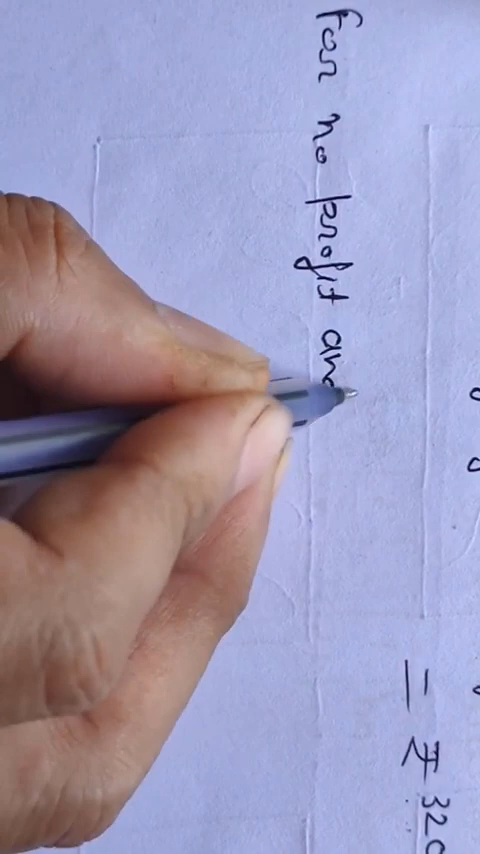 = ₹ 320
For no profit and